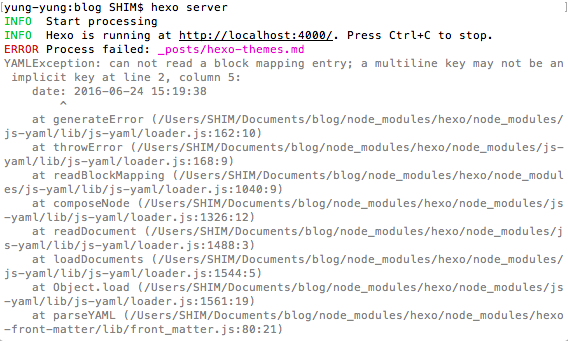 [yung-yung:blog SHIM$ hexo server
INFO  Start processing
INFO  Hexo is running at http://localhost:4000/. Press Ctrl+C to stop.
ERROR Process failed: _posts/hexo-themes.md
YAMLException: can not read a block mapping entry; a multiline key may not be an
 implicit key at line 2, column 5:
    date: 2016-06-24 15:19:38
        ^
    at generateError (/Users/SHIM/Documents/blog/node_modules/hexo/node_modules/
js-yaml/lib/js-yaml/loader.js:162:10)
    at throwError (/Users/SHIM/Documents/blog/node_modules/hexo/node_modules/js-
yaml/lib/js-yaml/loader.js:168:9)
    at readBlockMapping (/Users/SHIM/Documents/blog/node_modules/hexo/node_modul
es/js-yaml/lib/js-yaml/loader.js:1040:9)
    at composeNode (/Users/SHIM/Documents/blog/node_modules/hexo/node_modules/js
-yaml/lib/js-yaml/loader.js:1326:12)
    at readDocument (/Users/SHIM/Documents/blog/node_modules/hexo/node_modules/j
s-yaml/lib/js-yaml/loader.js:1488:3)
    at loadDocuments (/Users/SHIM/Documents/blog/node_modules/hexo/node_modules/
js-yaml/lib/js-yaml/loader.js:1544:5)
    at Object.load (/Users/SHIM/Documents/blog/node_modules/hexo/node_modules/js
-yaml/lib/js-yaml/loader.js:1561:19)
    at parseYAML (/Users/SHIM/Documents/blog/node_modules/hexo/node_modules/hexo
-front-matter/lib/front_matter.js:80:21)